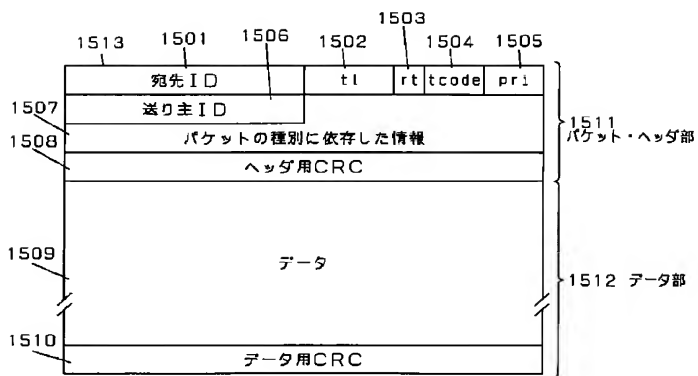 1503
1513 1501 1506 1502 1504 1505
宛先ID tl rt tcode pri
1507 送り主ID
パケットの種別に依存した情報
1511
パケット・ヘッダ部
1508
ヘッダ用CRC
1509
データ
1512 データ部
1510
データ用CRC